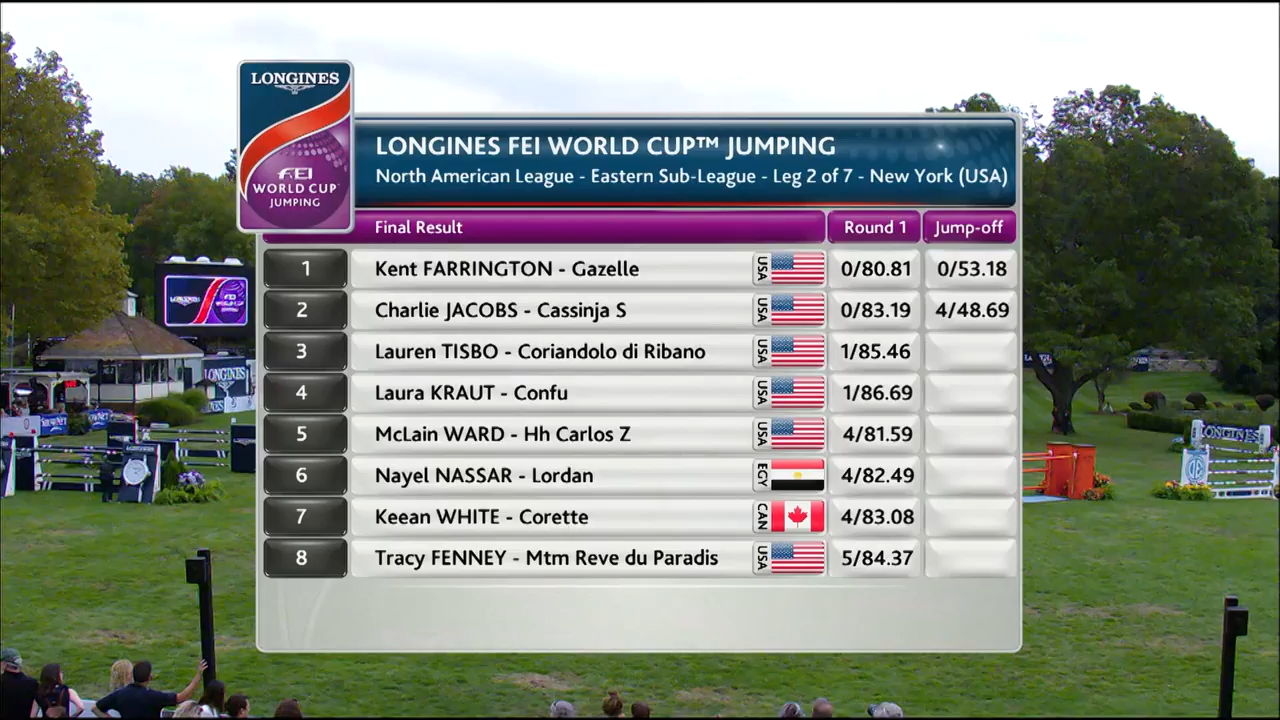 LONGINES
FEI
WORLD CUP
JUMPING
LONGINES FEI WORLD CUP™ JUMPING
North American League - Eastern Sub-League - Leg 2 of 7 - New York (USA)
Final Result Round 1 Jump-off
1 Kent FARRINGTON - Gazelle USA 0/80.81 0/53.18
2 Charlie JACOBS - Cassinja S USA 0/83.19 4/48.69
3 Lauren TISBO - Coriandolo di Ribano USA 1/85.46
4 Laura KRAUT - Confu USA 1/86.69
5 McLain WARD - Hh Carlos Z USA 4/81.59
6 Nayel NASSAR - Lordan EGY 4/82.49
7 Keean WHITE - Corette CAN 4/83.08
8 Tracy FENNEY - Mtm Reve du Paradis USA 5/84.37
LONGINES
LONGINES